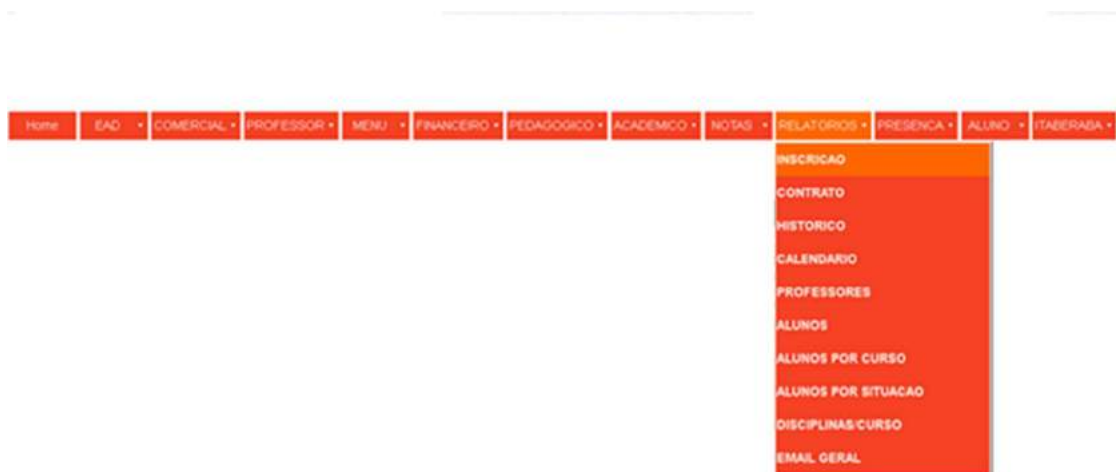 Home EAD COMERCIAL PROFESSOR MENU FINANCEIRO PEDAGOGICO ACADEMICO NOTAS RELATORIOS PRESENCA ALUNO ITABERABA
INSCRICAO
CONTRATO
HISTORICO
CALENDARIO
PROFESSORES
ALUNOS
ALUNOS POR CURSO
ALUNOS POR SITUACAO
DISCIPLINAS/CURSO
EMAIL GERAL